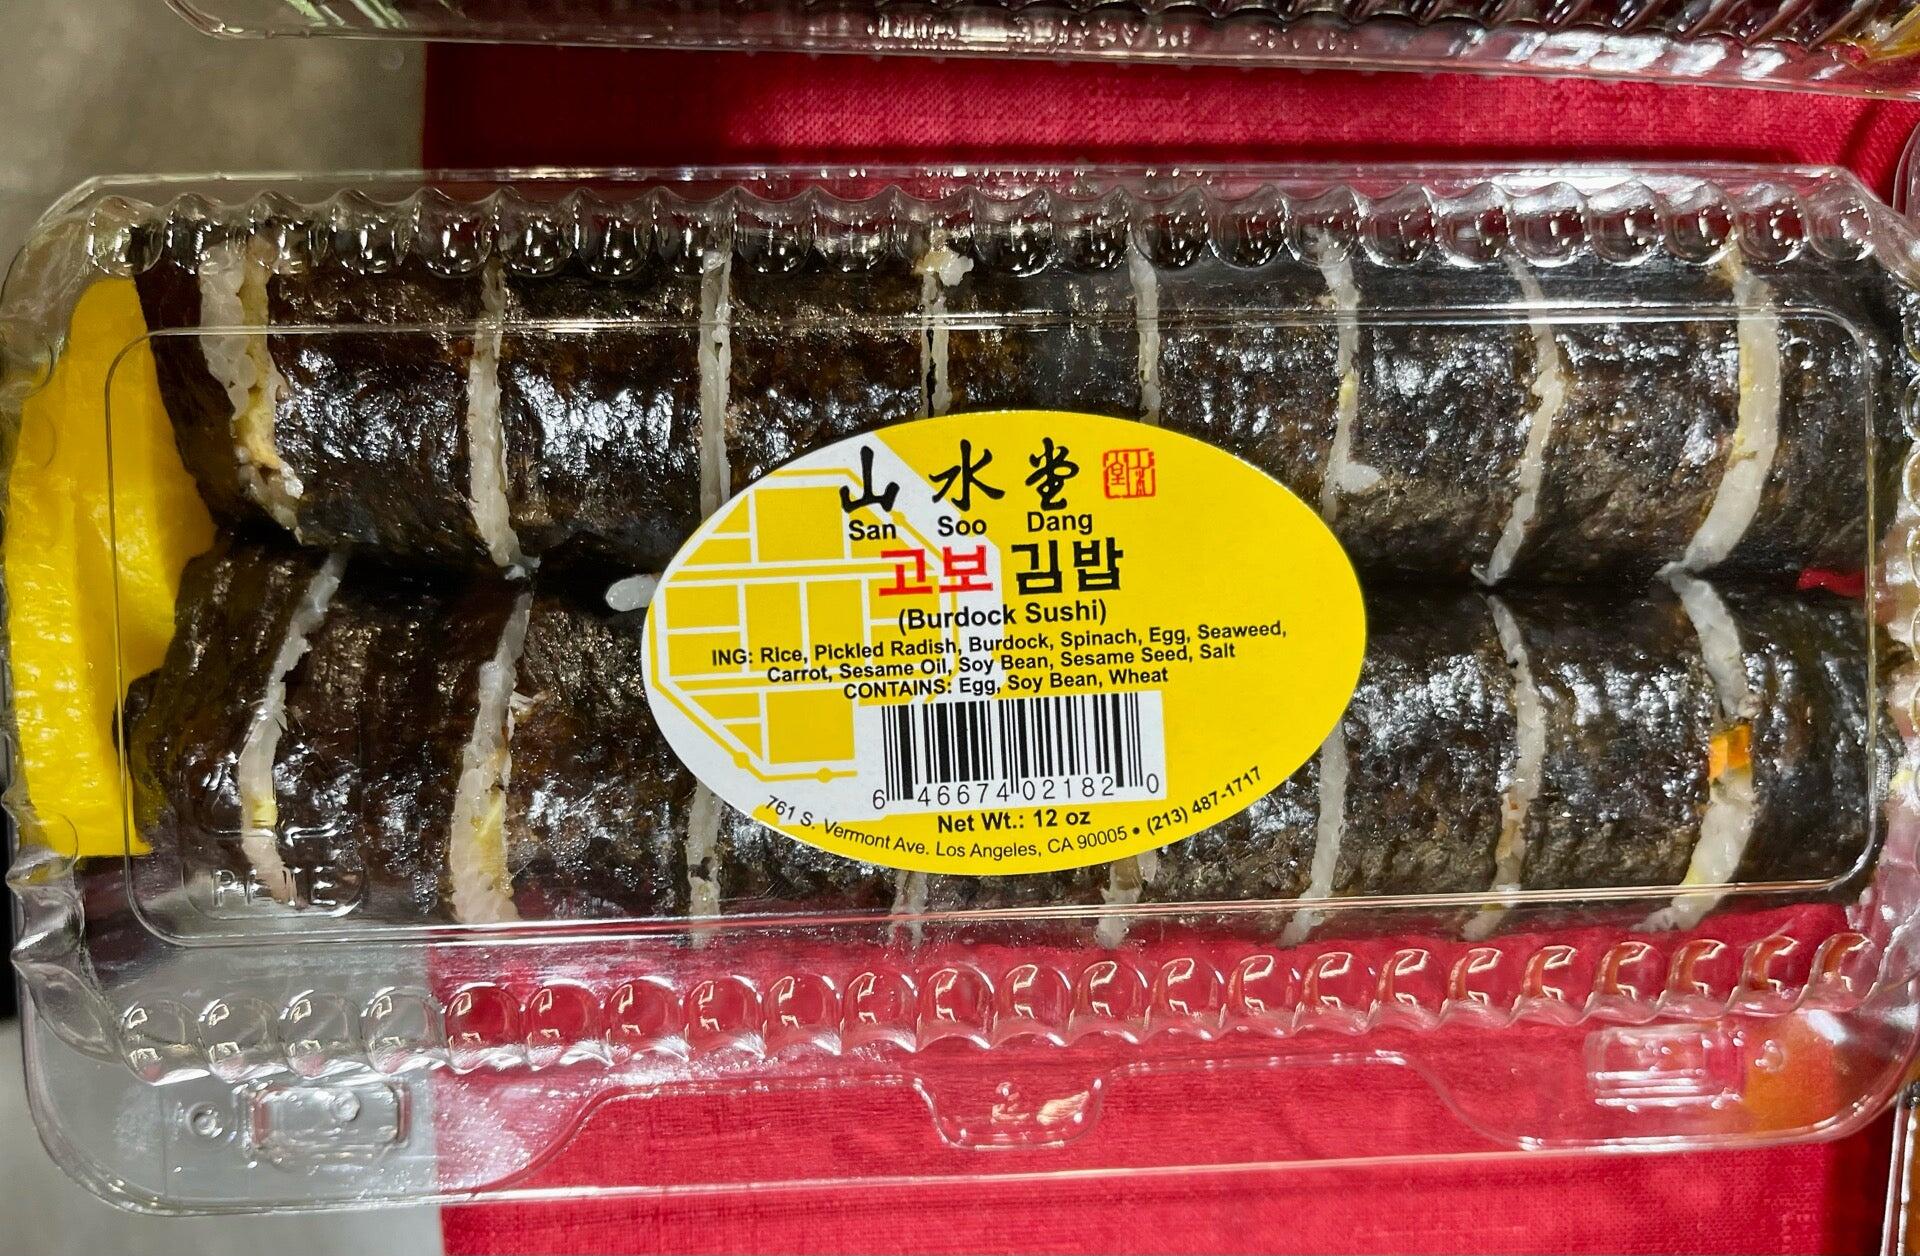 山水堂
San Soo Dang
고보 김밥
(Burdock Sushi)
ING: Rice, Pickled Radish, Burdock, Spinach, Egg, Seaweed,
Carrot, Sesame Oil, Soy Bean, Sesame Seed, Salt
CONTAINS: Egg, Soy Bean, Wheat
6 46674 02182 0
Net Wt.: 12 oz
761 S. Vermont Ave. Los Angeles, CA 90005 • (213) 487-1717
PETE